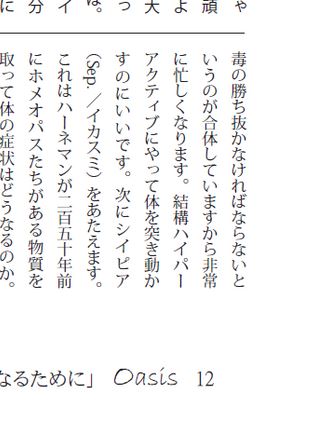 ゃ
頑
よ
大
っ
ね。
イ
分
に
毒の勝ち抜かなければならないと
いうのが合体していますから非常
に忙しくなります。結構ハイパー
アクティブにやって体を突き動か
すのにいいです。次にシイピア
（Sep.／イカスミ）をあたえます。
これはハーネマンが二百五十年前
にホメオパスたちがある物質を
取って体の症状はどうなるのか。
なるために」 Oasis 12